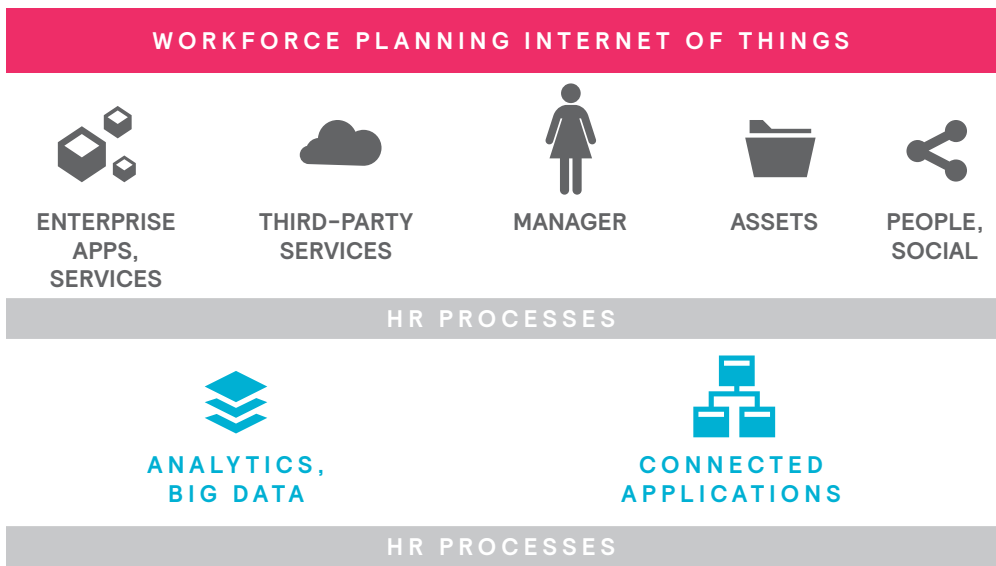 WORKFORCE PLANNING INTERNET OF THINGS
ENTERPRISE
APPS,
SERVICES
THIRD-PARTY
SERVICES
MANAGER
ASSETS
PEOPLE,
SOCIAL
HR PROCESSES
ANALYTICS,
BIG DATA
CONNECTED
APPLICATIONS
HR PROCESSES